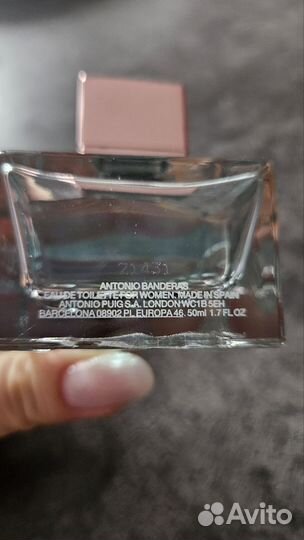 21431
ANTONIO BANDERAS
EAU DE TOILETTE FOR WOMEN. MADE IN SPAIN
ANTONIO PUIG S.A. LONDON WC1B 5EH
BARCELONA 08902 PL. EUROPA 46. 50ml 1.7 FL OZ
Avito